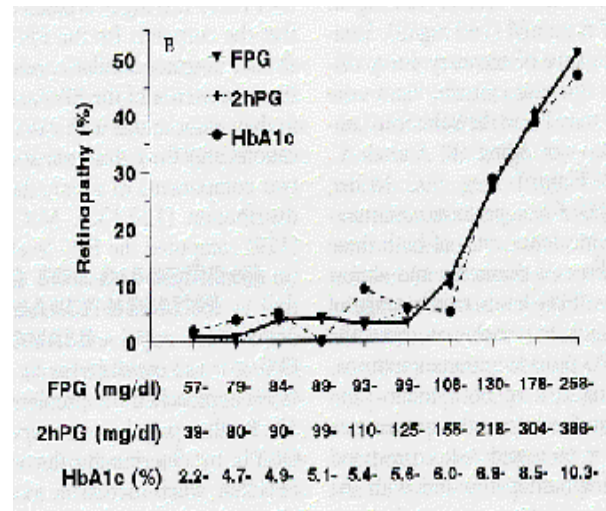 B
FPG
2hPG
HbA1c
Retinopathy (%)
50
40
30
20
10
0
FPG (mg/dl) 57- 79- 84- 89- 93- 99- 108- 130- 178- 258-
2hPG (mg/dl) 38- 80- 90- 99- 110- 125- 155- 218- 304- 386-
HbA1c (%) 2.2- 4.7- 4.9- 5.1- 5.4- 5.6- 6.0- 6.9- 8.5- 10.3-